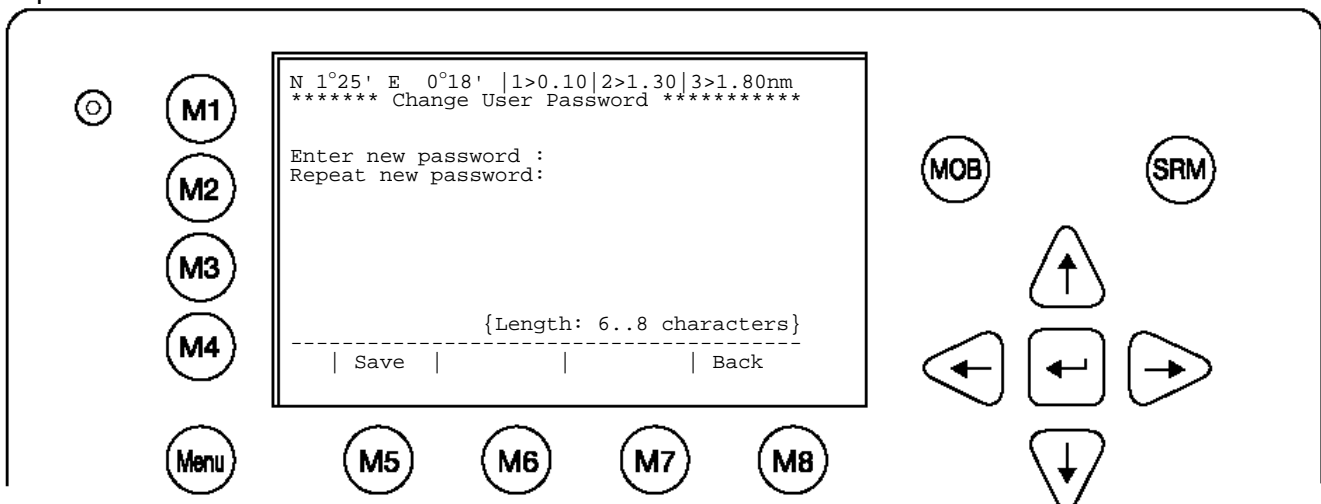 N 1°25' E 0°18' |1>0.10|2>1.30|3>1.80nm
******* Change User Password ***********
Enter new password :
Repeat new password:
{Length: 6..8 characters}
----------------------------------------
| Save | | | Back
M1
M2
M3
M4
Menu
M5
M6
M7
M8
MOB
SRM